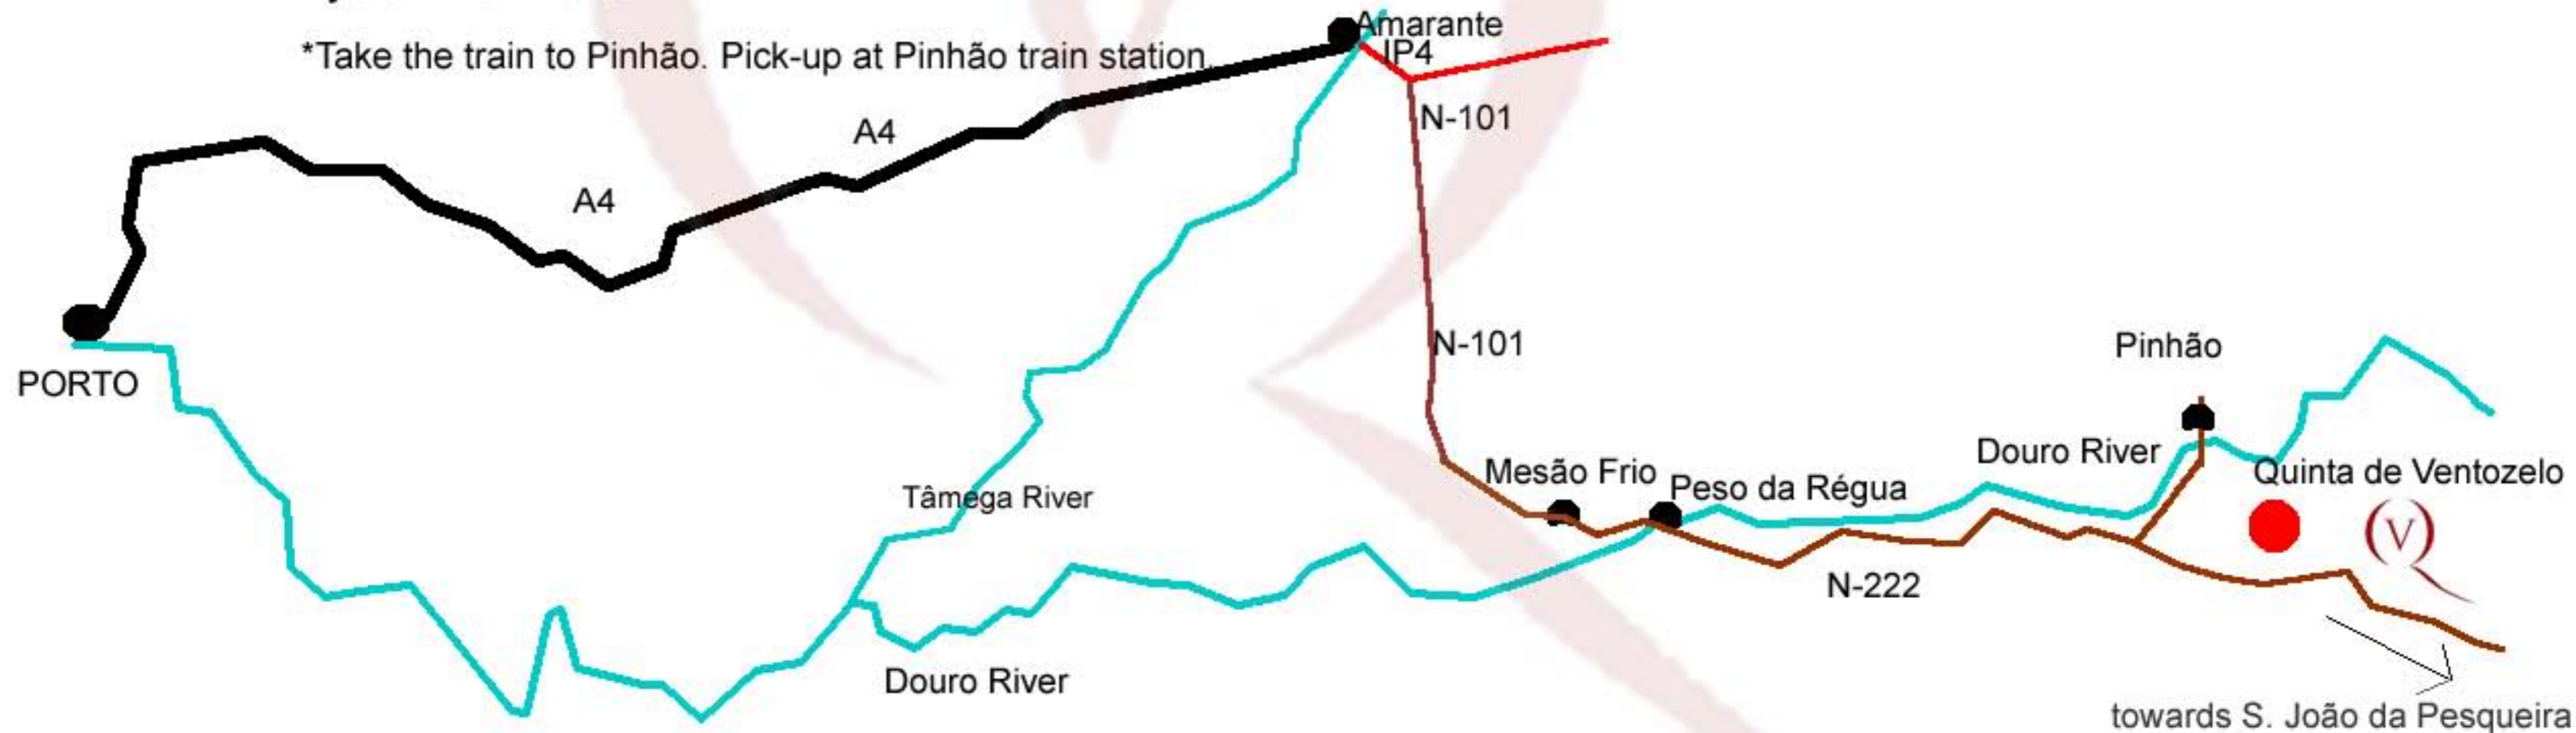 *Take the train to Pinhão. Pick-up at Pinhão train station.
Amarante
IP4
N-101
A4
A4
N-101
PORTO
Pinhão
Mesão Frio
Peso da Régua
Douro River
Quinta de Ventozelo
Tâmega River
QV
N-222
Douro River
towards S. João da Pesqueira